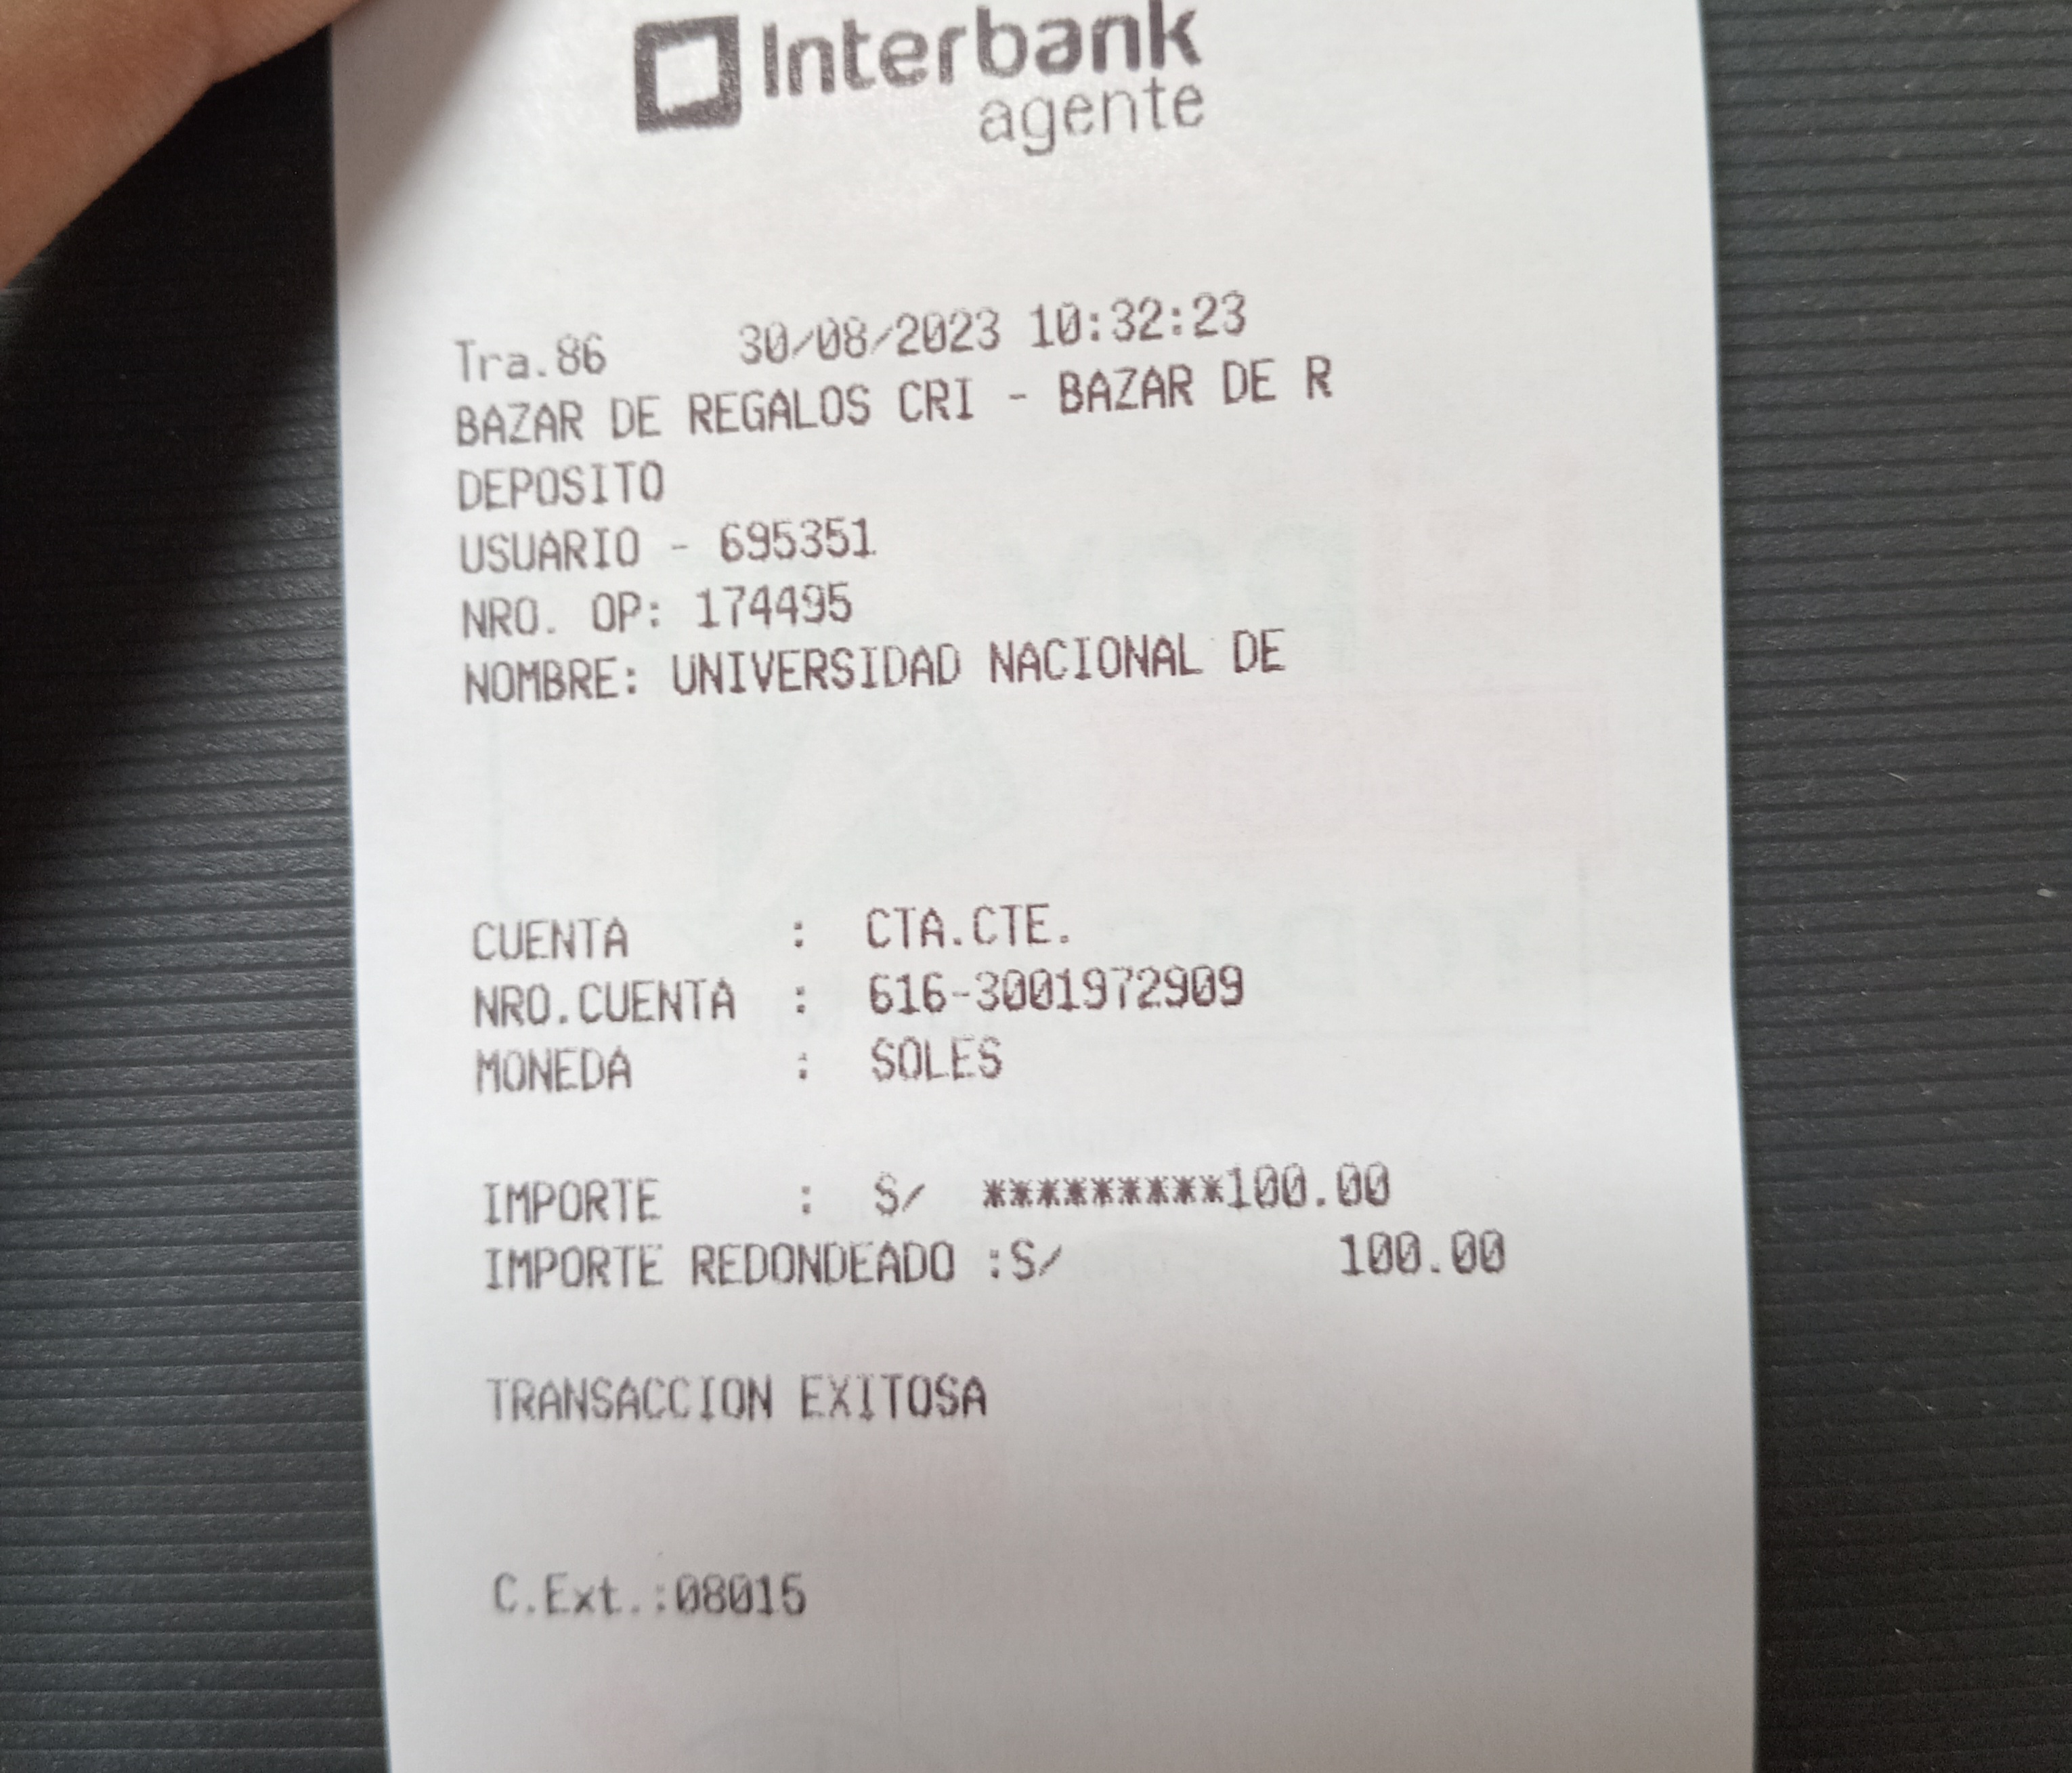 Interbank
agente
Tra.86 30/08/2023 10:32:23
BAZAR DE REGALOS CRI - BAZAR DE R
DEPOSITO
USUARIO - 695351
NRO. OP: 174495
NOMBRE: UNIVERSIDAD NACIONAL DE
CUENTA : CTA.CTE.
NRO.CUENTA : 616-3001972909
MONEDA : SOLES
IMPORTE : S/ *********100.00
IMPORTE REDONDEADO :S/ 100.00
TRANSACCION EXITOSA
C.Ext.:08015